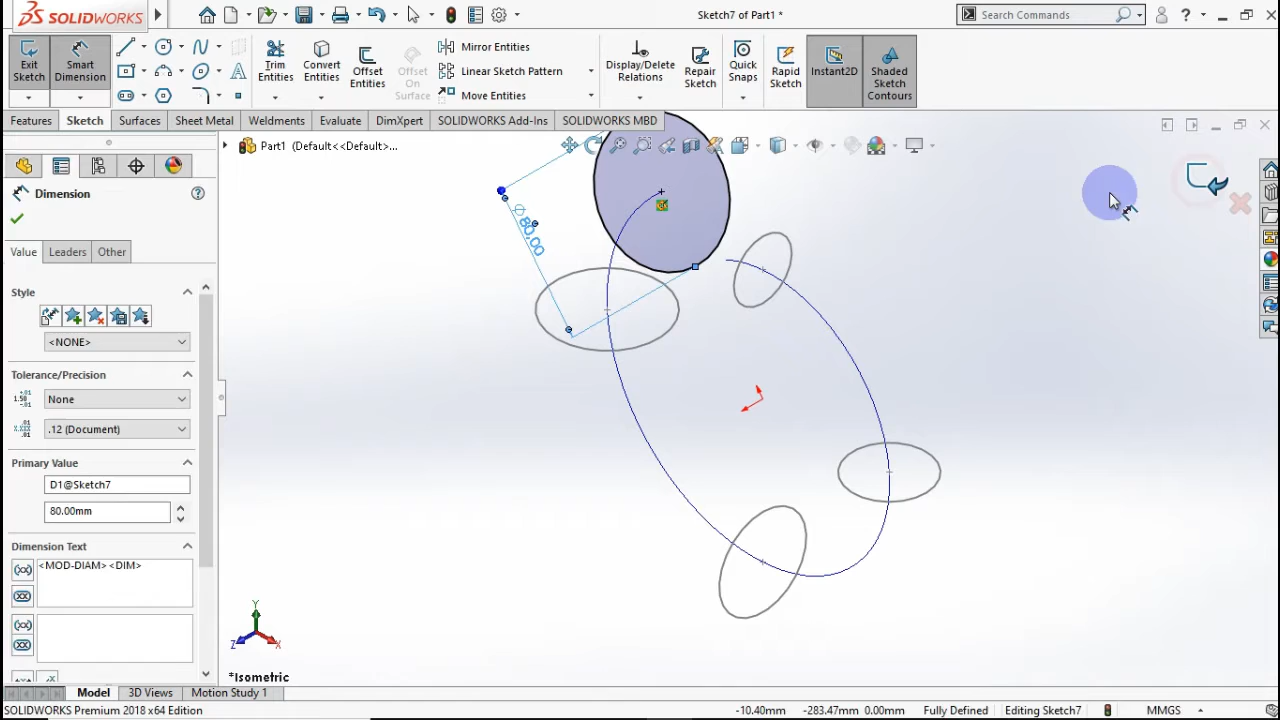 SOLIDWORKS
Sketch7 of Part1 *
Search Commands
?
Exit Sketch
Smart Dimension
Trim Entities
Convert Entities
Offset Entities
Offset On Surface
Mirror Entities
Linear Sketch Pattern
Move Entities
Display/Delete Relations
Repair Sketch
Quick Snaps
Rapid Sketch
Instant2D
Shaded Sketch Contours
Features
Sketch
Surfaces
Sheet Metal
Weldments
Evaluate
DimXpert
SOLIDWORKS Add-Ins
SOLIDWORKS MBD
Part1 (Default<<Default>...
Dimension
Value
Leaders
Other
Style
<NONE>
Tolerance/Precision
None
.12 (Document)
Primary Value
D1@Sketch7
80.00mm
Dimension Text
<MOD-DIAM><DIM>
∅80,00
Y
Z
X
*Isometric
Model
3D Views
Motion Study 1
SOLIDWORKS Premium 2018 x64 Edition
-10.40mm
-283.47mm
0.00mm
Fully Defined
Editing Sketch7
MMGS